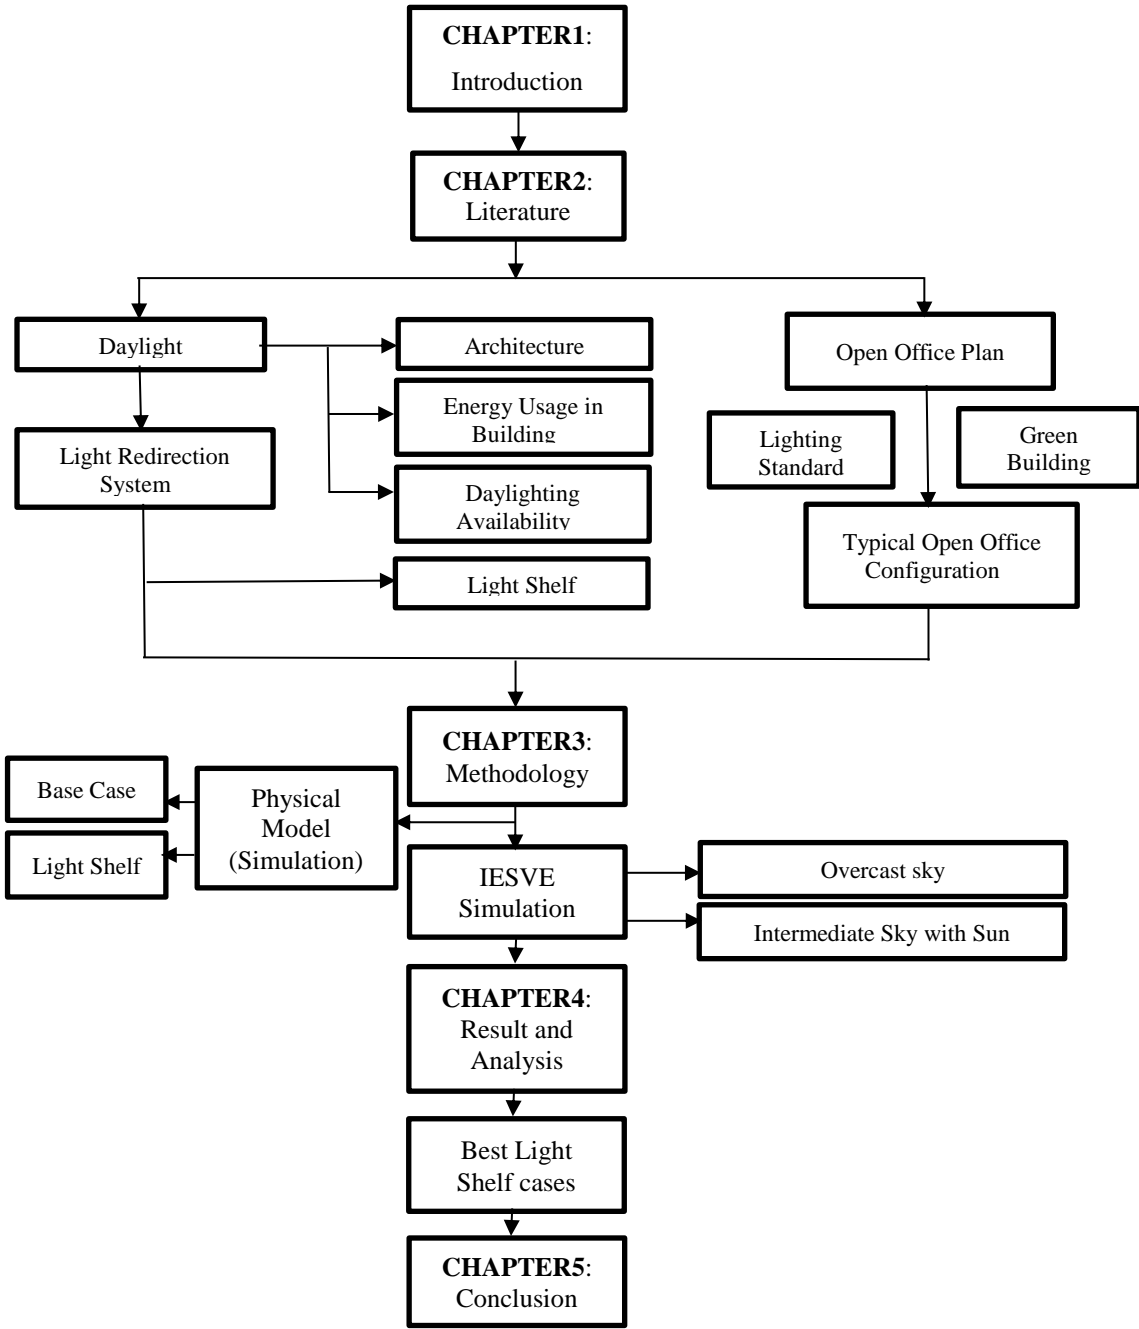 CHAPTER1:
Introduction
CHAPTER2:
Literature
Daylight
Architecture
Open Office Plan
Energy Usage in
Building
Lighting
Standard
Green
Building
Light Redirection
System
Daylighting
Availability
Typical Open Office
Configuration
Light Shelf
CHAPTER3:
Methodology
Base Case
Physical
Model
(Simulation)
Light Shelf
IESVE
Simulation
Overcast sky
Intermediate Sky with Sun
CHAPTER4:
Result and
Analysis
Best Light
Shelf cases
CHAPTER5:
Conclusion